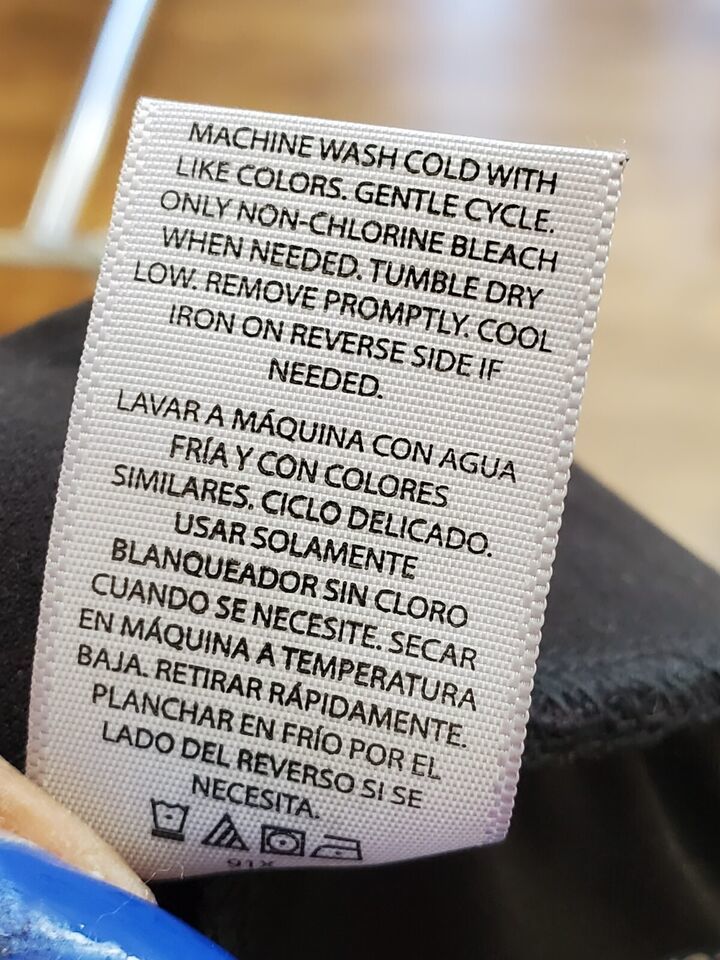 MACHINE WASH COLD WITH
LIKE COLORS. GENTLE CYCLE.
ONLY NON-CHLORINE BLEACH
WHEN NEEDED. TUMBLE DRY
LOW. REMOVE PROMPTLY. COOL
IRON ON REVERSE SIDE IF
NEEDED.
LAVAR A MÁQUINA CON AGUA
FRÍA Y CON COLORES
SIMILARES. CICLO DELICADO.
USAR SOLAMENTE
BLANQUEADOR SIN CLORO
CUANDO SE NECESITE. SECAR
EN MÁQUINA A TEMPERATURA
BAJA. RETIRAR RÁPIDAMENTE.
PLANCHAR EN FRÍO POR EL
LADO DEL REVERSO SI SE
NECESITA.